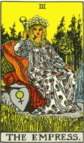 III
THE EMPRESS.